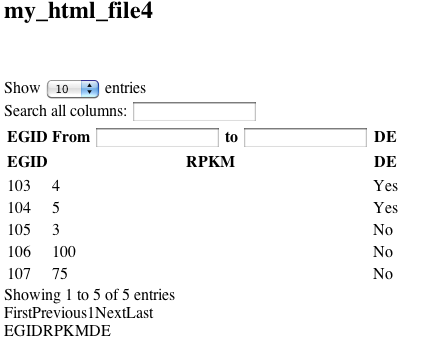 my_html_file4
Show 10 entries
Search all columns:
EGID From to DE
EGID RPKM DE
103 4 Yes
104 5 Yes
105 3 No
106 100 No
107 75 No
Showing 1 to 5 of 5 entries
FirstPrevious1NextLast
EGIDRPKMDE